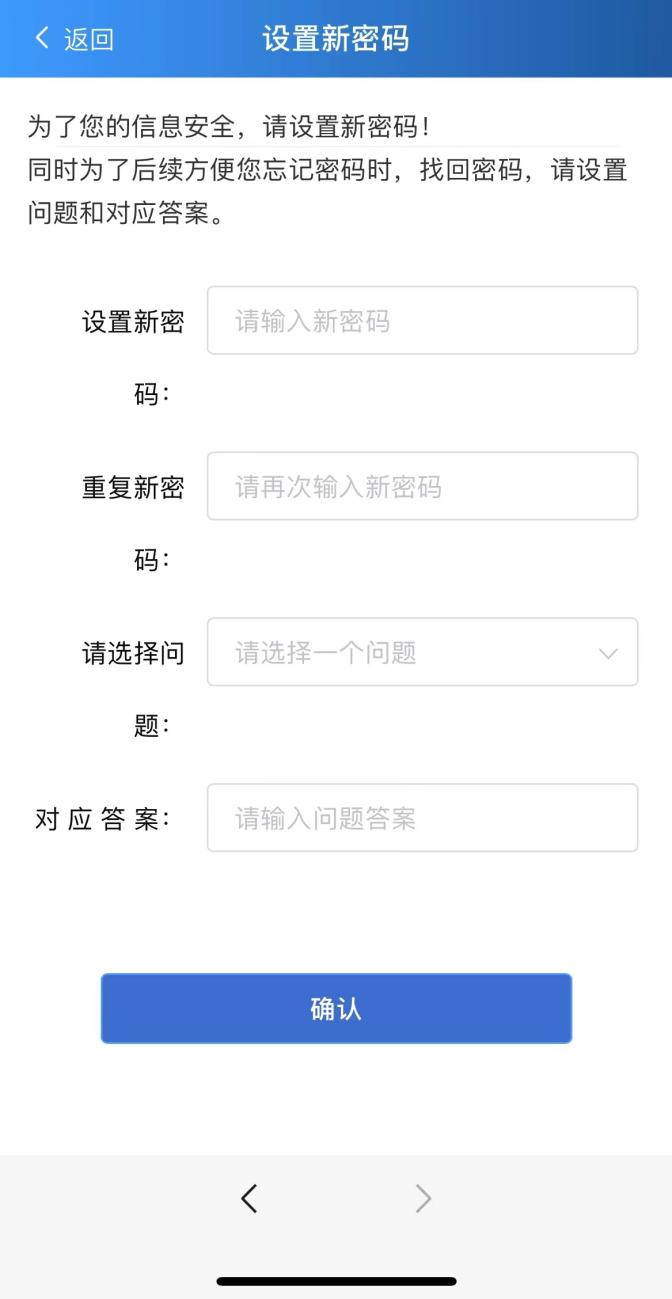 返回
设置新密码
为了您的信息安全，请设置新密码！
同时为了后续方便您忘记密码时，找回密码，请设置
问题和对应答案。
设置新密
请输入新密码
码：
重复新密
请再次输入新密码
码：
请选择问
请选择一个问题
题：
对应答案：
请输入问题答案
确认